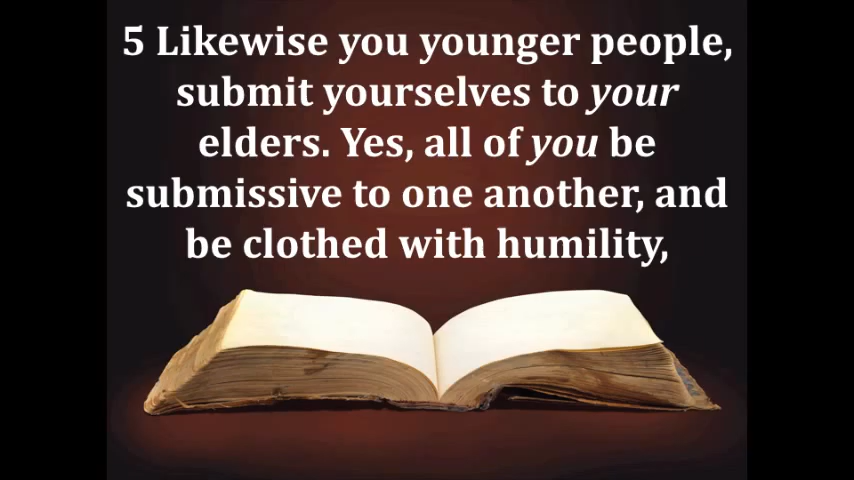 5 Likewise you younger people,
submit yourselves to your
elders. Yes, all of you be
submissive to one another, and
be clothed with humility,